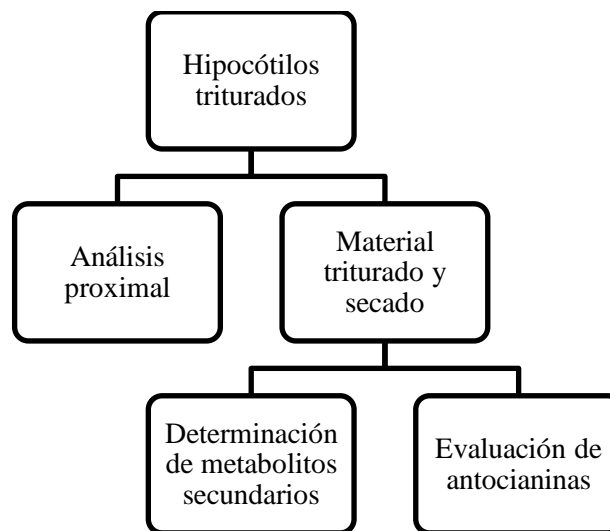 Hipocótilos
triturados
Análisis
proximal
Material
triturado y
secado
Determinación
de metabolitos
secundarios
Evaluación de
antocianinas